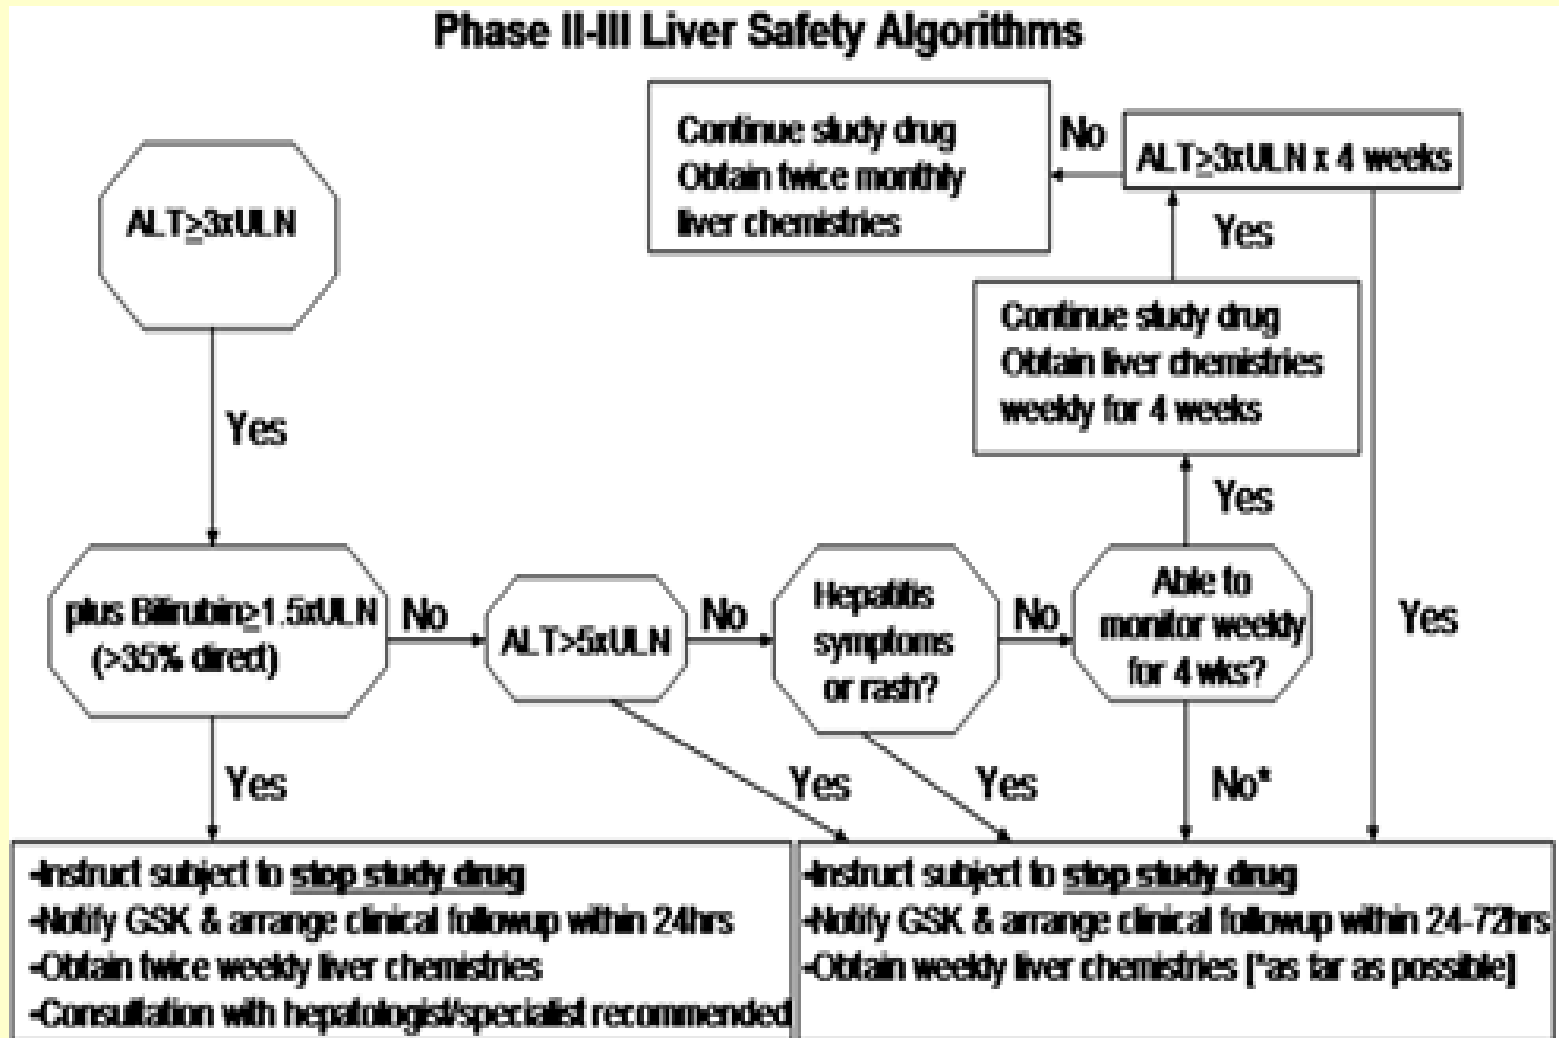 Phase II-III Liver Safety Algorithms
ALT≥3xULN
Yes
plus Bilirubin≥1.5xULN
(>35% direct)
No
ALT>5xULN
No
Hepatitis
symptoms
or rash?
No
Able to
monitor weekly
for 4 wks?
Yes
Continue study drug
Obtain liver chemistries
weekly for 4 weeks
Yes
ALT≥3xULN x 4 weeks
No
Continue study drug
Obtain twice monthly
liver chemistries
Yes
Yes
Yes
Yes
No*
-Instruct subject to stop study drug
-Notify GSK & arrange clinical followup within 24hrs
-Obtain twice weekly liver chemistries
-Consultation with hepatologist/specialist recommended
-Instruct subject to stop study drug
-Notify GSK & arrange clinical followup within 24-72hrs
-Obtain weekly liver chemistries [*as far as possible]